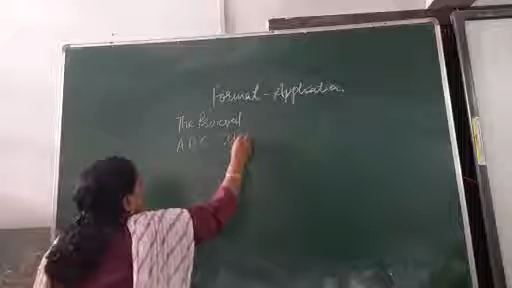 Format - Application.
The Principal
A B C